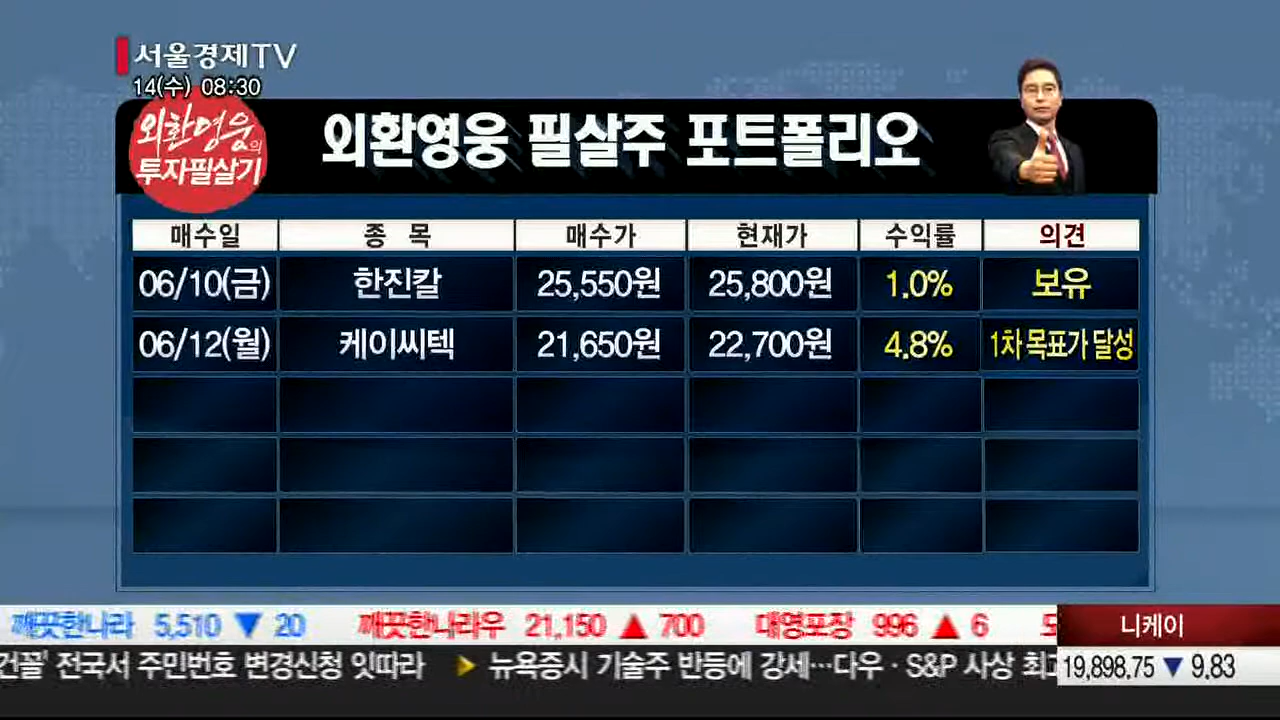 서울경제TV
14(수) 08:30
외환영웅의
투자필살기
외환영웅 필살주 포트폴리오
매수일 종 목 매수가 현재가 수익률 의견
06/10(금) 한진칼 25,550원 25,800원 1.0% 보유
06/12(월) 케이씨텍 21,650원 22,700원 4.8% 1차 목표가 달성
깨끗한나라 5,510 ▼ 20 깨끗한나라우 21,150 ▲ 700 대영포장 996 ▲ 6
니케이
건꼴' 전국서 주민번호 변경신청 잇따라 ▶ 뉴욕증시 기술주 반등에 강세…다우·S&P 사상 최고
19,898.75 ▼ 9.83